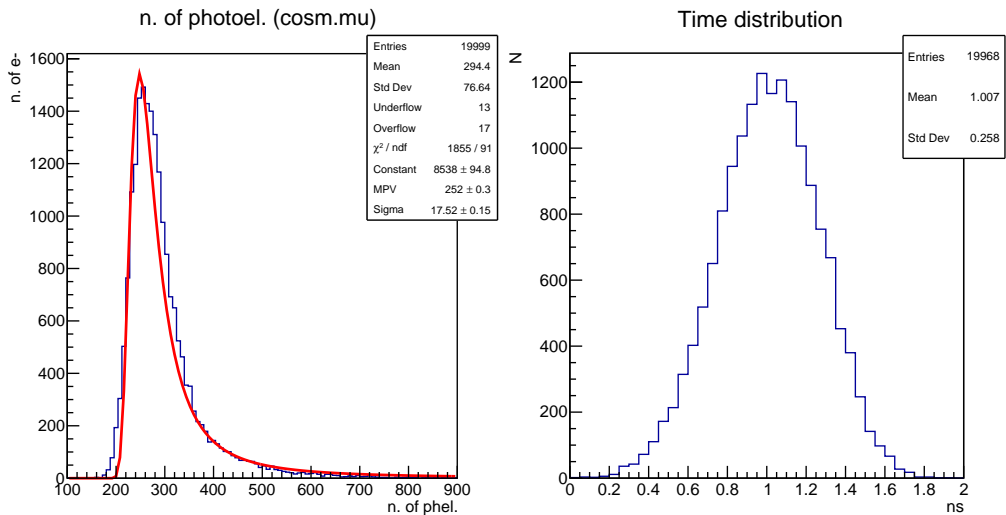 n. of photoel. (cosm.mu)
Entries 19999
Mean 294.4
Std Dev 76.64
Underflow 13
Overflow 17
χ² / ndf 1855 / 91
Constant 8538 ± 94.8
MPV 252 ± 0.3
Sigma 17.52 ± 0.15
n. of e-
1600
1400
1200
1000
800
600
400
200
0
100 200 300 400 500 600 700 800 900
n. of phel.
Time distribution
Entries 19968
Mean 1.007
Std Dev 0.258
N
1200
1000
800
600
400
200
0
0 0.2 0.4 0.6 0.8 1 1.2 1.4 1.6 1.8 2
ns